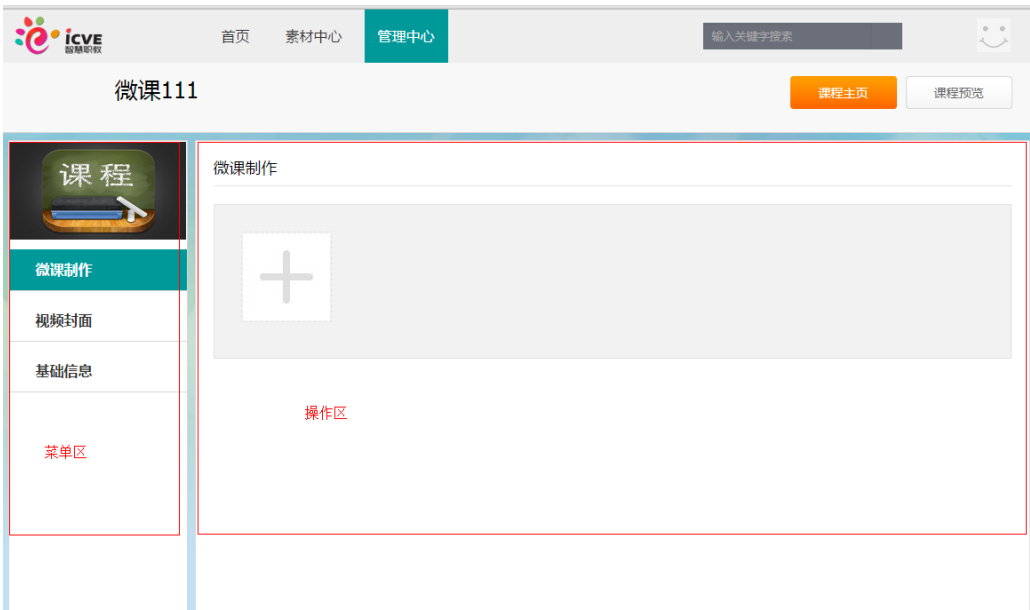 icve
智慧职教
首页 素材中心 管理中心 输入关键字搜索
微课111
课程主页 课程预览
课程
微课制作
微课制作
视频封面
基础信息
操作区
菜单区